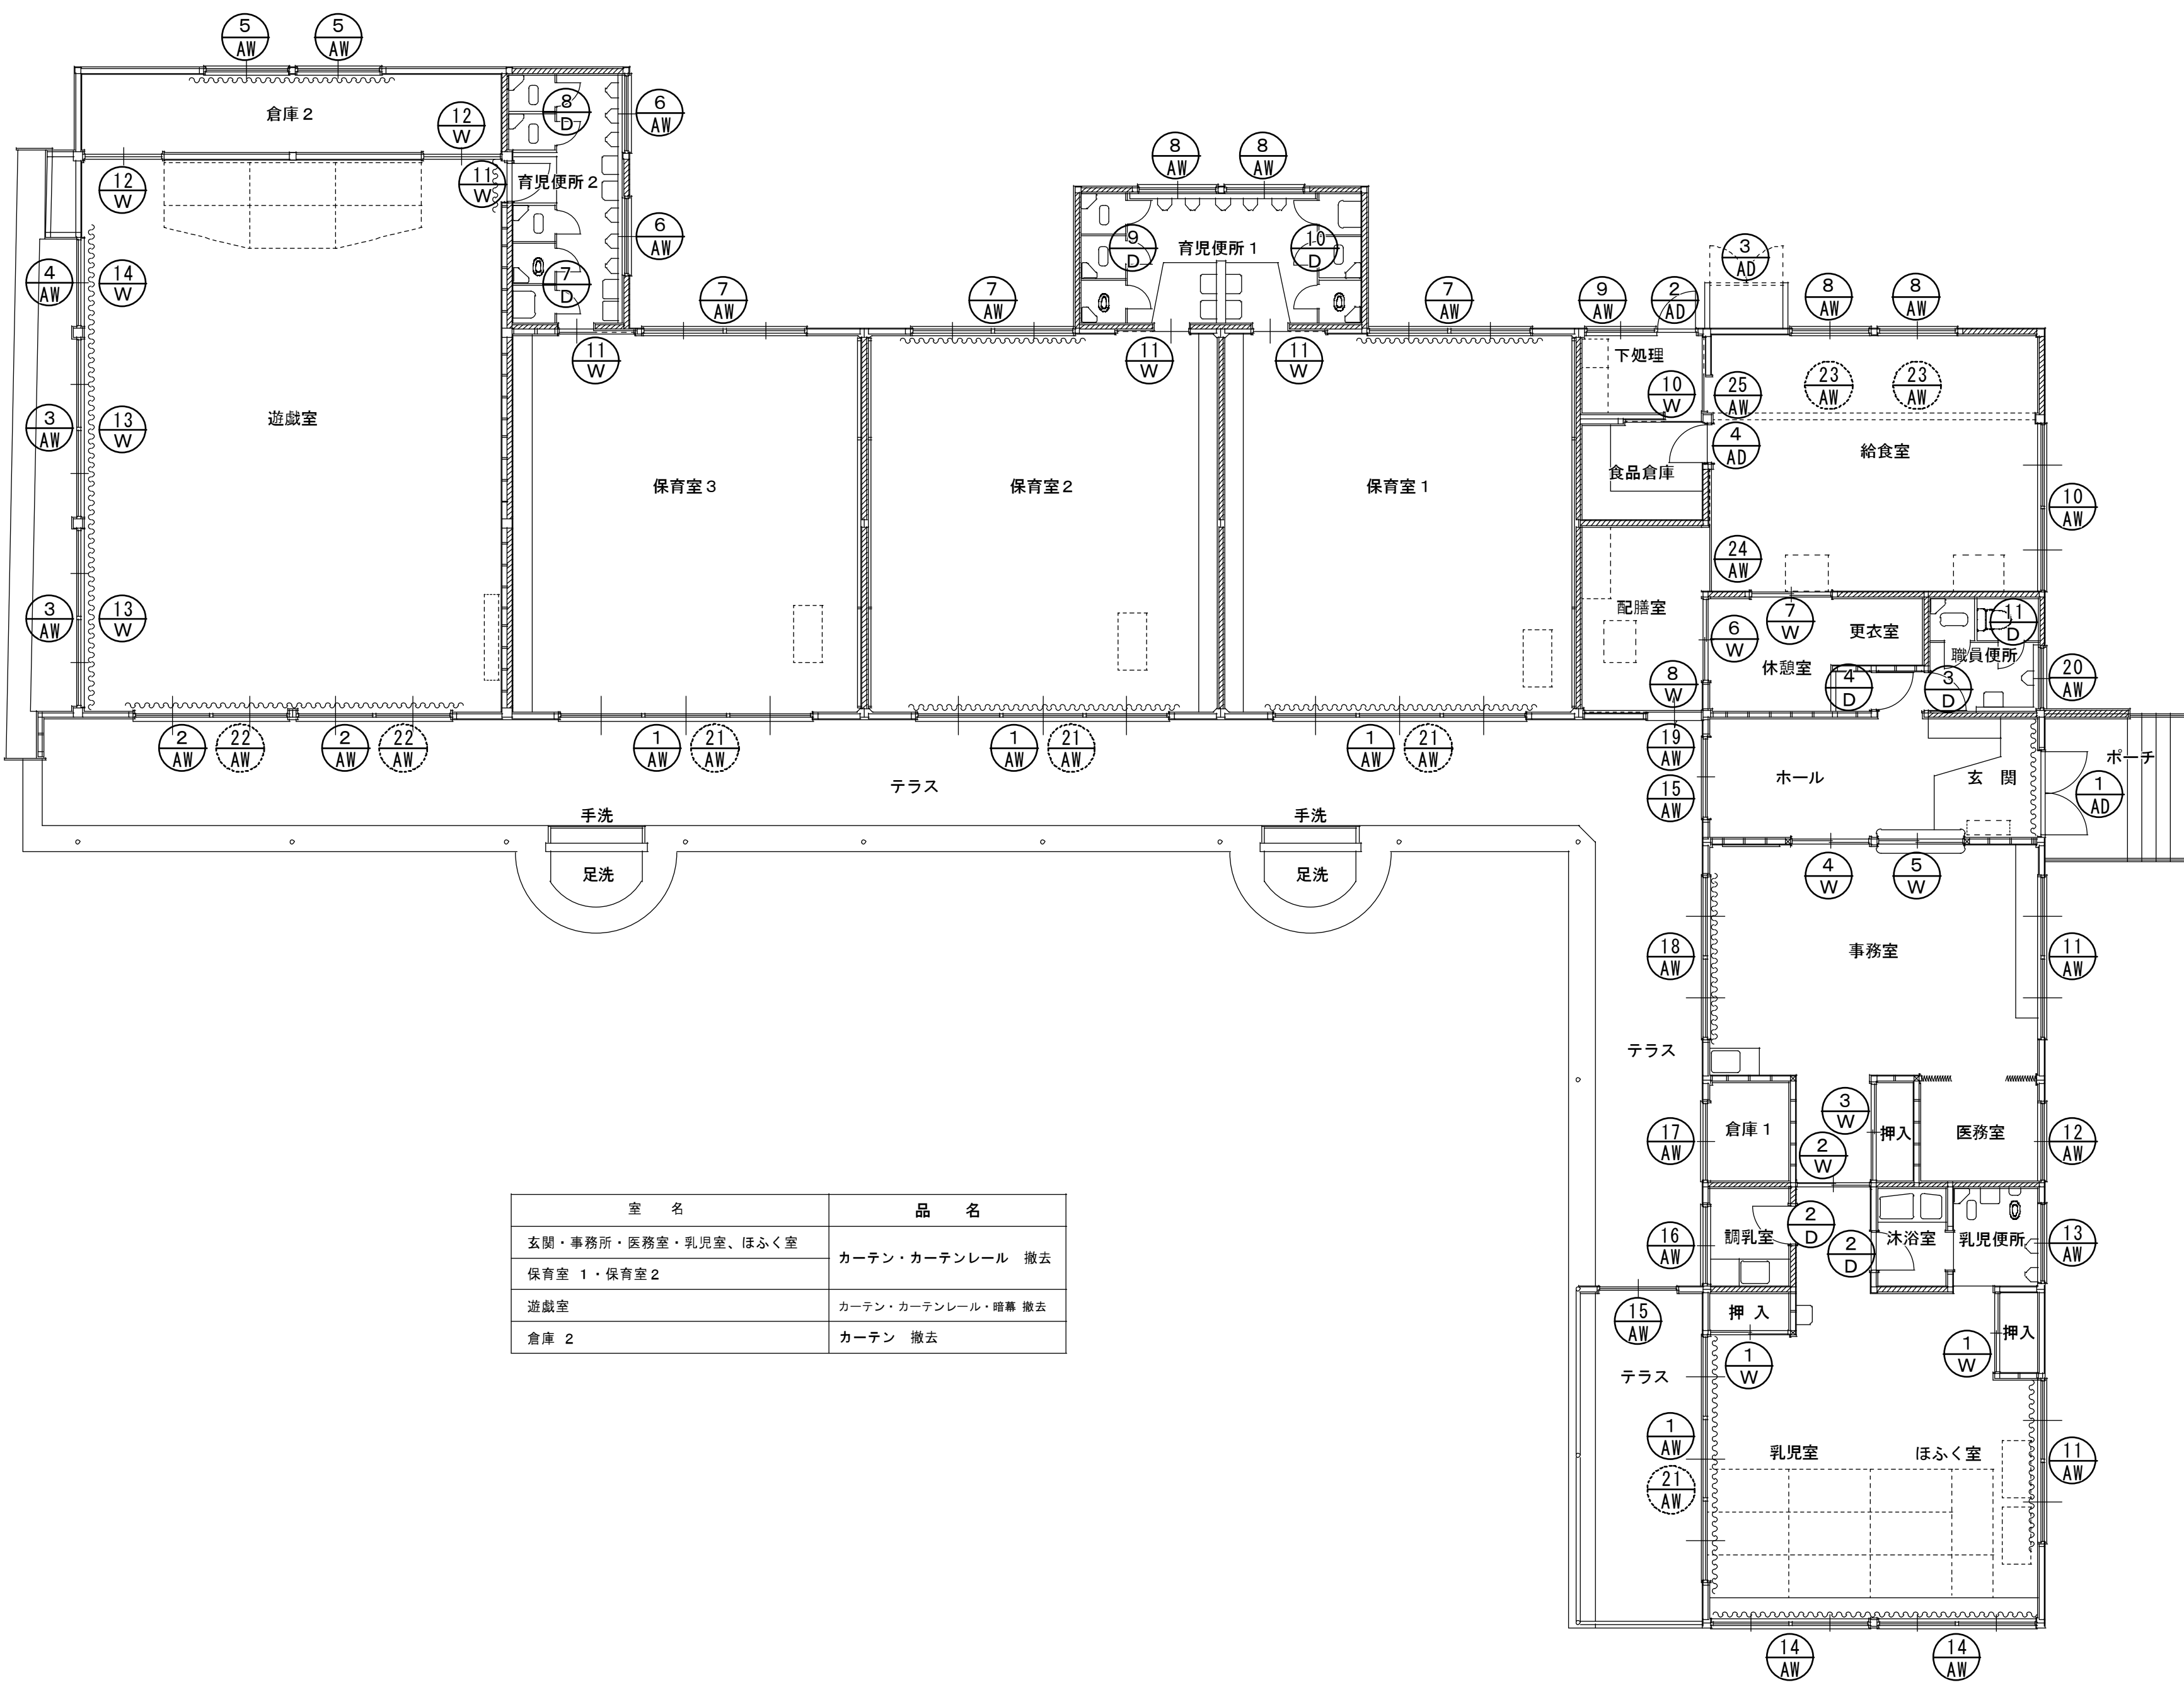 5 5
AW AW
倉庫２
12
W
8
D
6
AW
12
W
11
W
育児便所２
8 8
AW AW
6
AW
9
D
育児便所１
10
D
3
AD
4
AW
14
W
7
D
7
AW
7
AW
7
AW
9
AW
2
AD
8 8
AW AW
11
W
11
W
11
W
下処理
10
W
25
AW
23 23
AW AW
3
AW
13
W
遊戯室
4
AD
給食室
食品倉庫
保育室３
保育室２
保育室１
10
AW
24
AW
3
AW
13
W
配膳室
7
W
6
W
更衣室
11
D
職員便所
休憩室
8
W
4
D
3
D
20
AW
2 22 2 22
AW AW AW AW
1 21
AW AW
1 21
AW AW
1 21
AW AW
19
AW
15
AW
テラス
ホール
玄　関
ポーチ
1
AD
手洗
手洗
足洗
足洗
4
W
5
W
18
AW
事務室
11
AW
テラス
17
AW
倉庫１
3
W
2
W
押入
医務室
12
AW
16
AW
調乳室
2
D
2
D
沐浴室
乳児便所
13
AW
室　　名
品　　名
玄関・事務所・医務室・乳児室、ほふく室
カーテン・カーテンレール　撤去
保育室 １・保育室２
遊戯室
カーテン・カーテンレール・暗幕 撤去
倉庫 ２
カーテン　撤去
15
AW
押 入
押入
1
W
1
W
テラス
1
AW
21
AW
乳児室
ほふく室
11
AW
14 14
AW AW